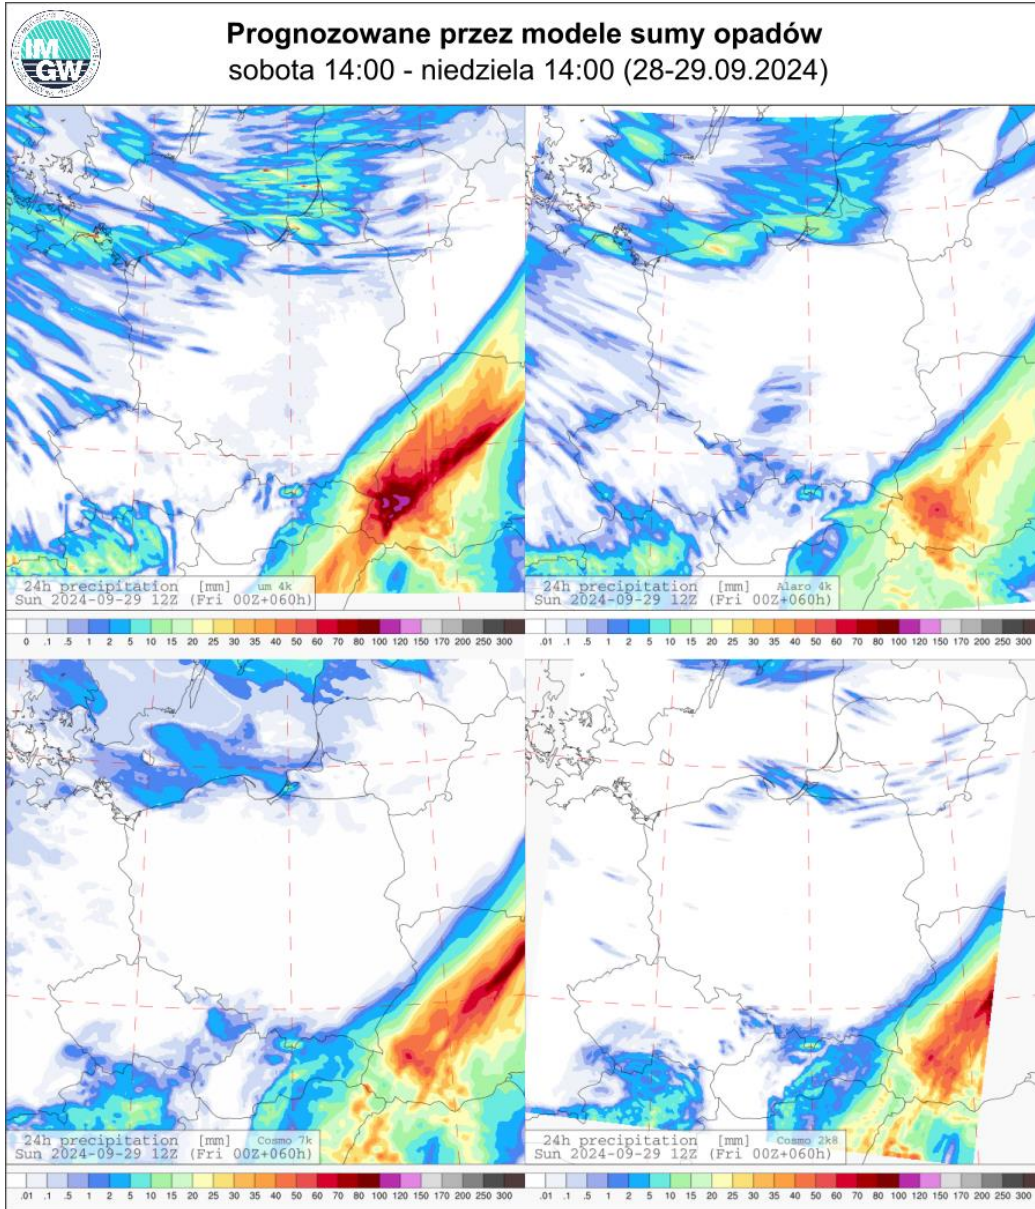 IM
GW
Prognozowane przez modele sumy opadów
sobota 14:00 - niedziela 14:00 (28-29.09.2024)
24h precipitation [mm] um 4k
Sun 2024-09-29 12Z (Fri 00Z+060h)
24h precipitation [mm] Alaro 4k
Sun 2024-09-29 12Z (Fri 00Z+060h)
0 .1 .5 1 2 5 10 15 20 25 30 35 40 50 60 70 80 100 120 150 170 200 250 300
.01 .1 .5 1 2 5 10 15 20 25 30 35 40 50 60 70 80 100 120 150 170 200 250 300
24h precipitation [mm] Cosmo 7k
Sun 2024-09-29 12Z (Fri 00Z+060h)
24h precipitation [mm] Cosmo 2k8
Sun 2024-09-29 12Z (Fri 00Z+060h)
.01 .1 .5 1 2 5 10 15 20 25 30 35 40 50 60 70 80 100 120 150 170 200 250 300
.01 .1 .5 1 2 5 10 15 20 25 30 35 40 50 60 70 80 100 120 150 170 200 250 300